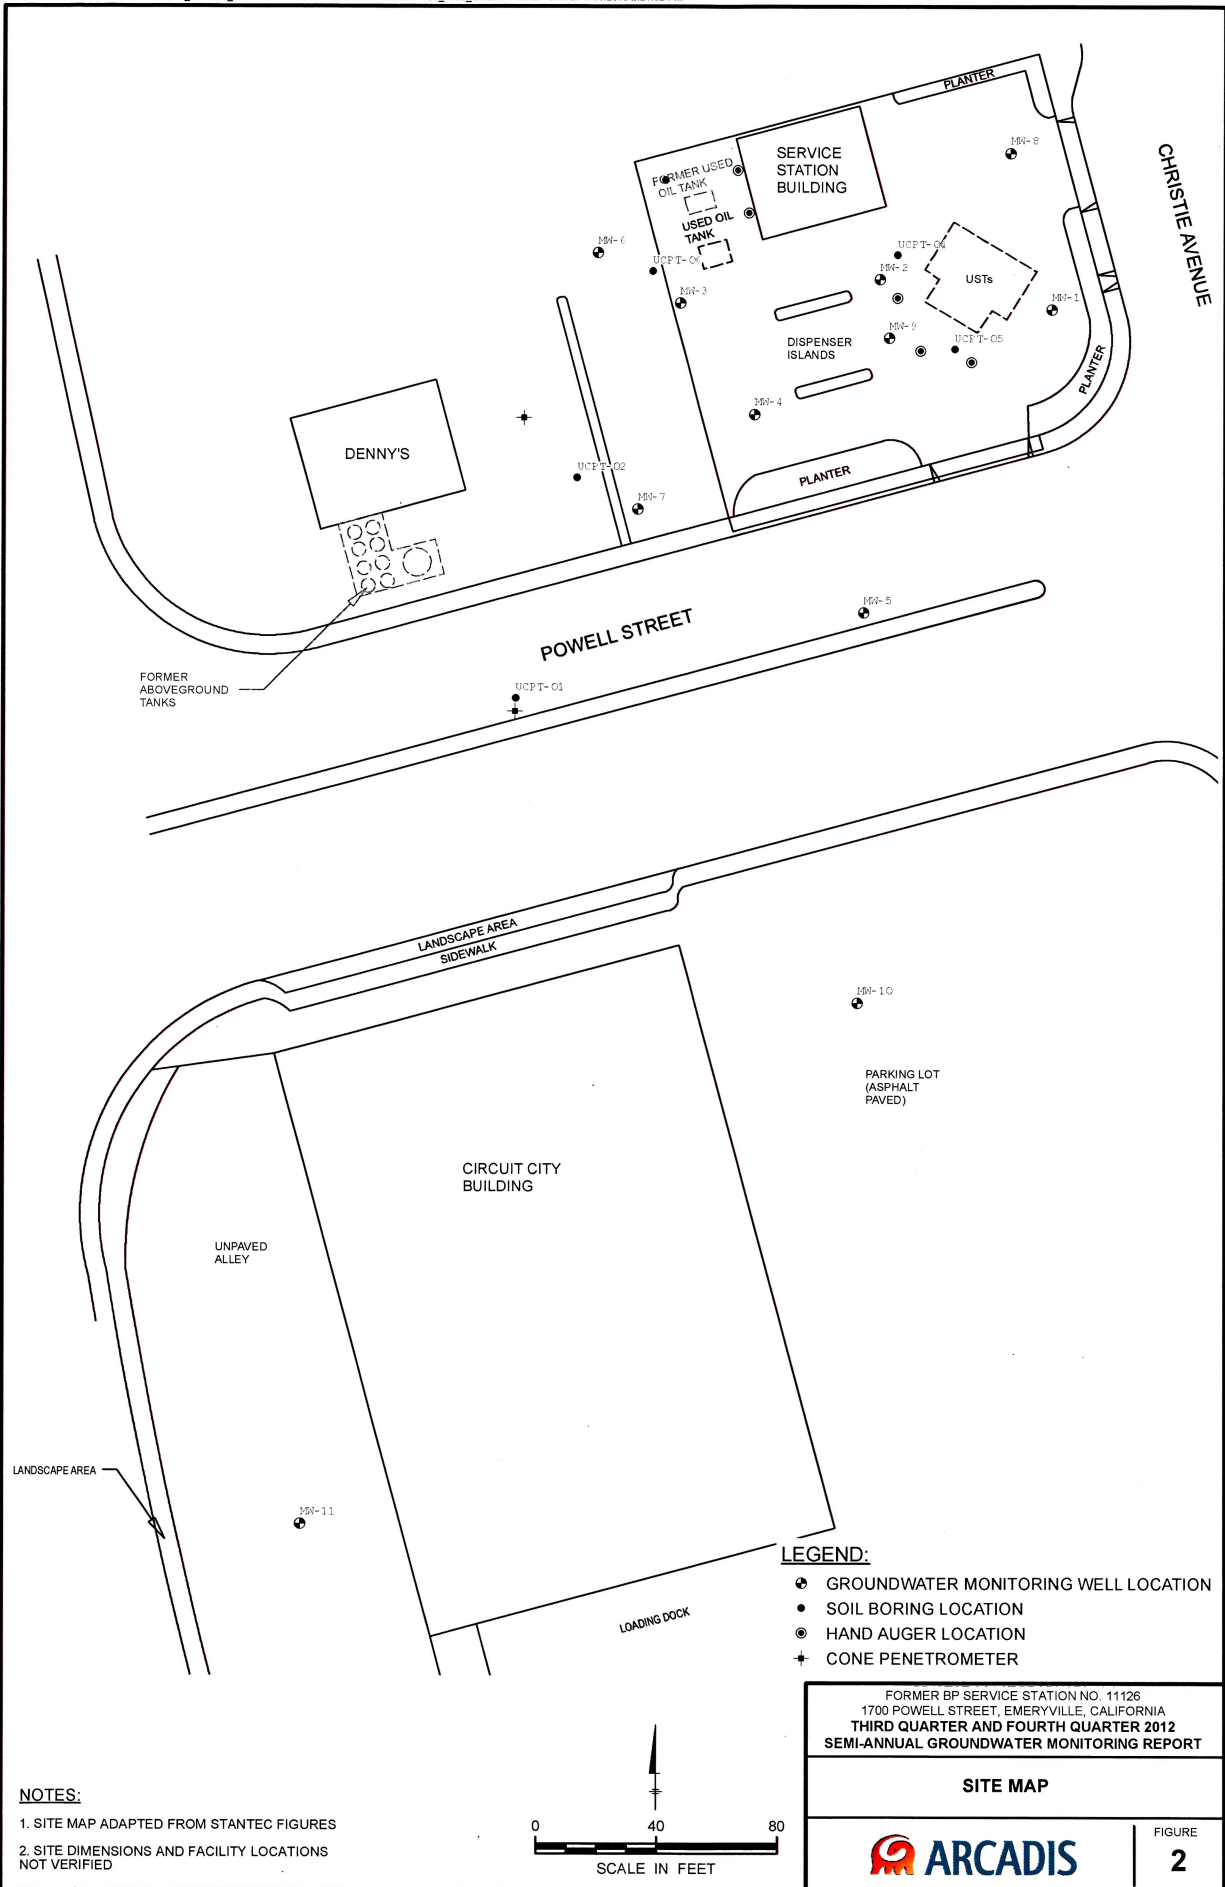 PLANTER
CHRISTIE AVENUE
MW-8
SERVICE
STATION
BUILDING
FORMER USED
OIL TANK
USED OIL
TANK
MW-6
UCPT-06
MW-3
UCPT-04
MW-2
USTs
MW-1
MW-9
UCPT-05
DISPENSER
ISLANDS
PLANTER
MW-4
DENNY'S
UCPT-02
PLANTER
MW-7
MW-5
POWELL STREET
FORMER
ABOVEGROUND
TANKS
UCPT-01
LANDSCAPE AREA
SIDEWALK
MW-10
PARKING LOT
(ASPHALT
PAVED)
CIRCUIT CITY
BUILDING
UNPAVED
ALLEY
LANDSCAPE AREA
MW-11
LOADING DOCK
LEGEND:
GROUNDWATER MONITORING WELL LOCATION
SOIL BORING LOCATION
HAND AUGER LOCATION
CONE PENETROMETER
FORMER BP SERVICE STATION NO. 11126
1700 POWELL STREET, EMERYVILLE, CALIFORNIA
THIRD QUARTER AND FOURTH QUARTER 2012
SEMI-ANNUAL GROUNDWATER MONITORING REPORT
SITE MAP
NOTES:
1. SITE MAP ADAPTED FROM STANTEC FIGURES
2. SITE DIMENSIONS AND FACILITY LOCATIONS
NOT VERIFIED
0 40 80
SCALE IN FEET
ARCADIS
FIGURE
2